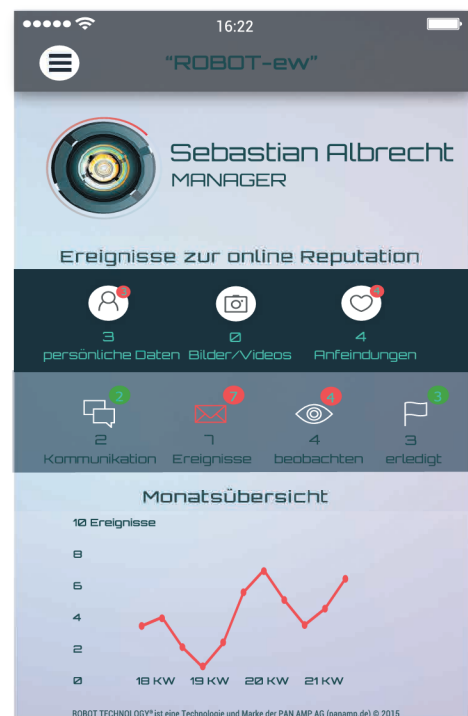 16:22
"ROBOT-ew"
Sebastian Albrecht
MANAGER
Ereignisse zur online Reputation
3 0 4
persönliche Daten Bilder/Videos Anfeindungen
2 7 4 3
2 7 4 3
Kommunikation Ereignisse beobachten erledigt
Monatsübersicht
10 Ereignisse
8
6
4
2
0 18 KW 19 KW 20 KW 21 KW
ROBOT TECHNOLOGY® ist eine Technologie und Marke der PAN AMP AG (panamp.de) © 2015